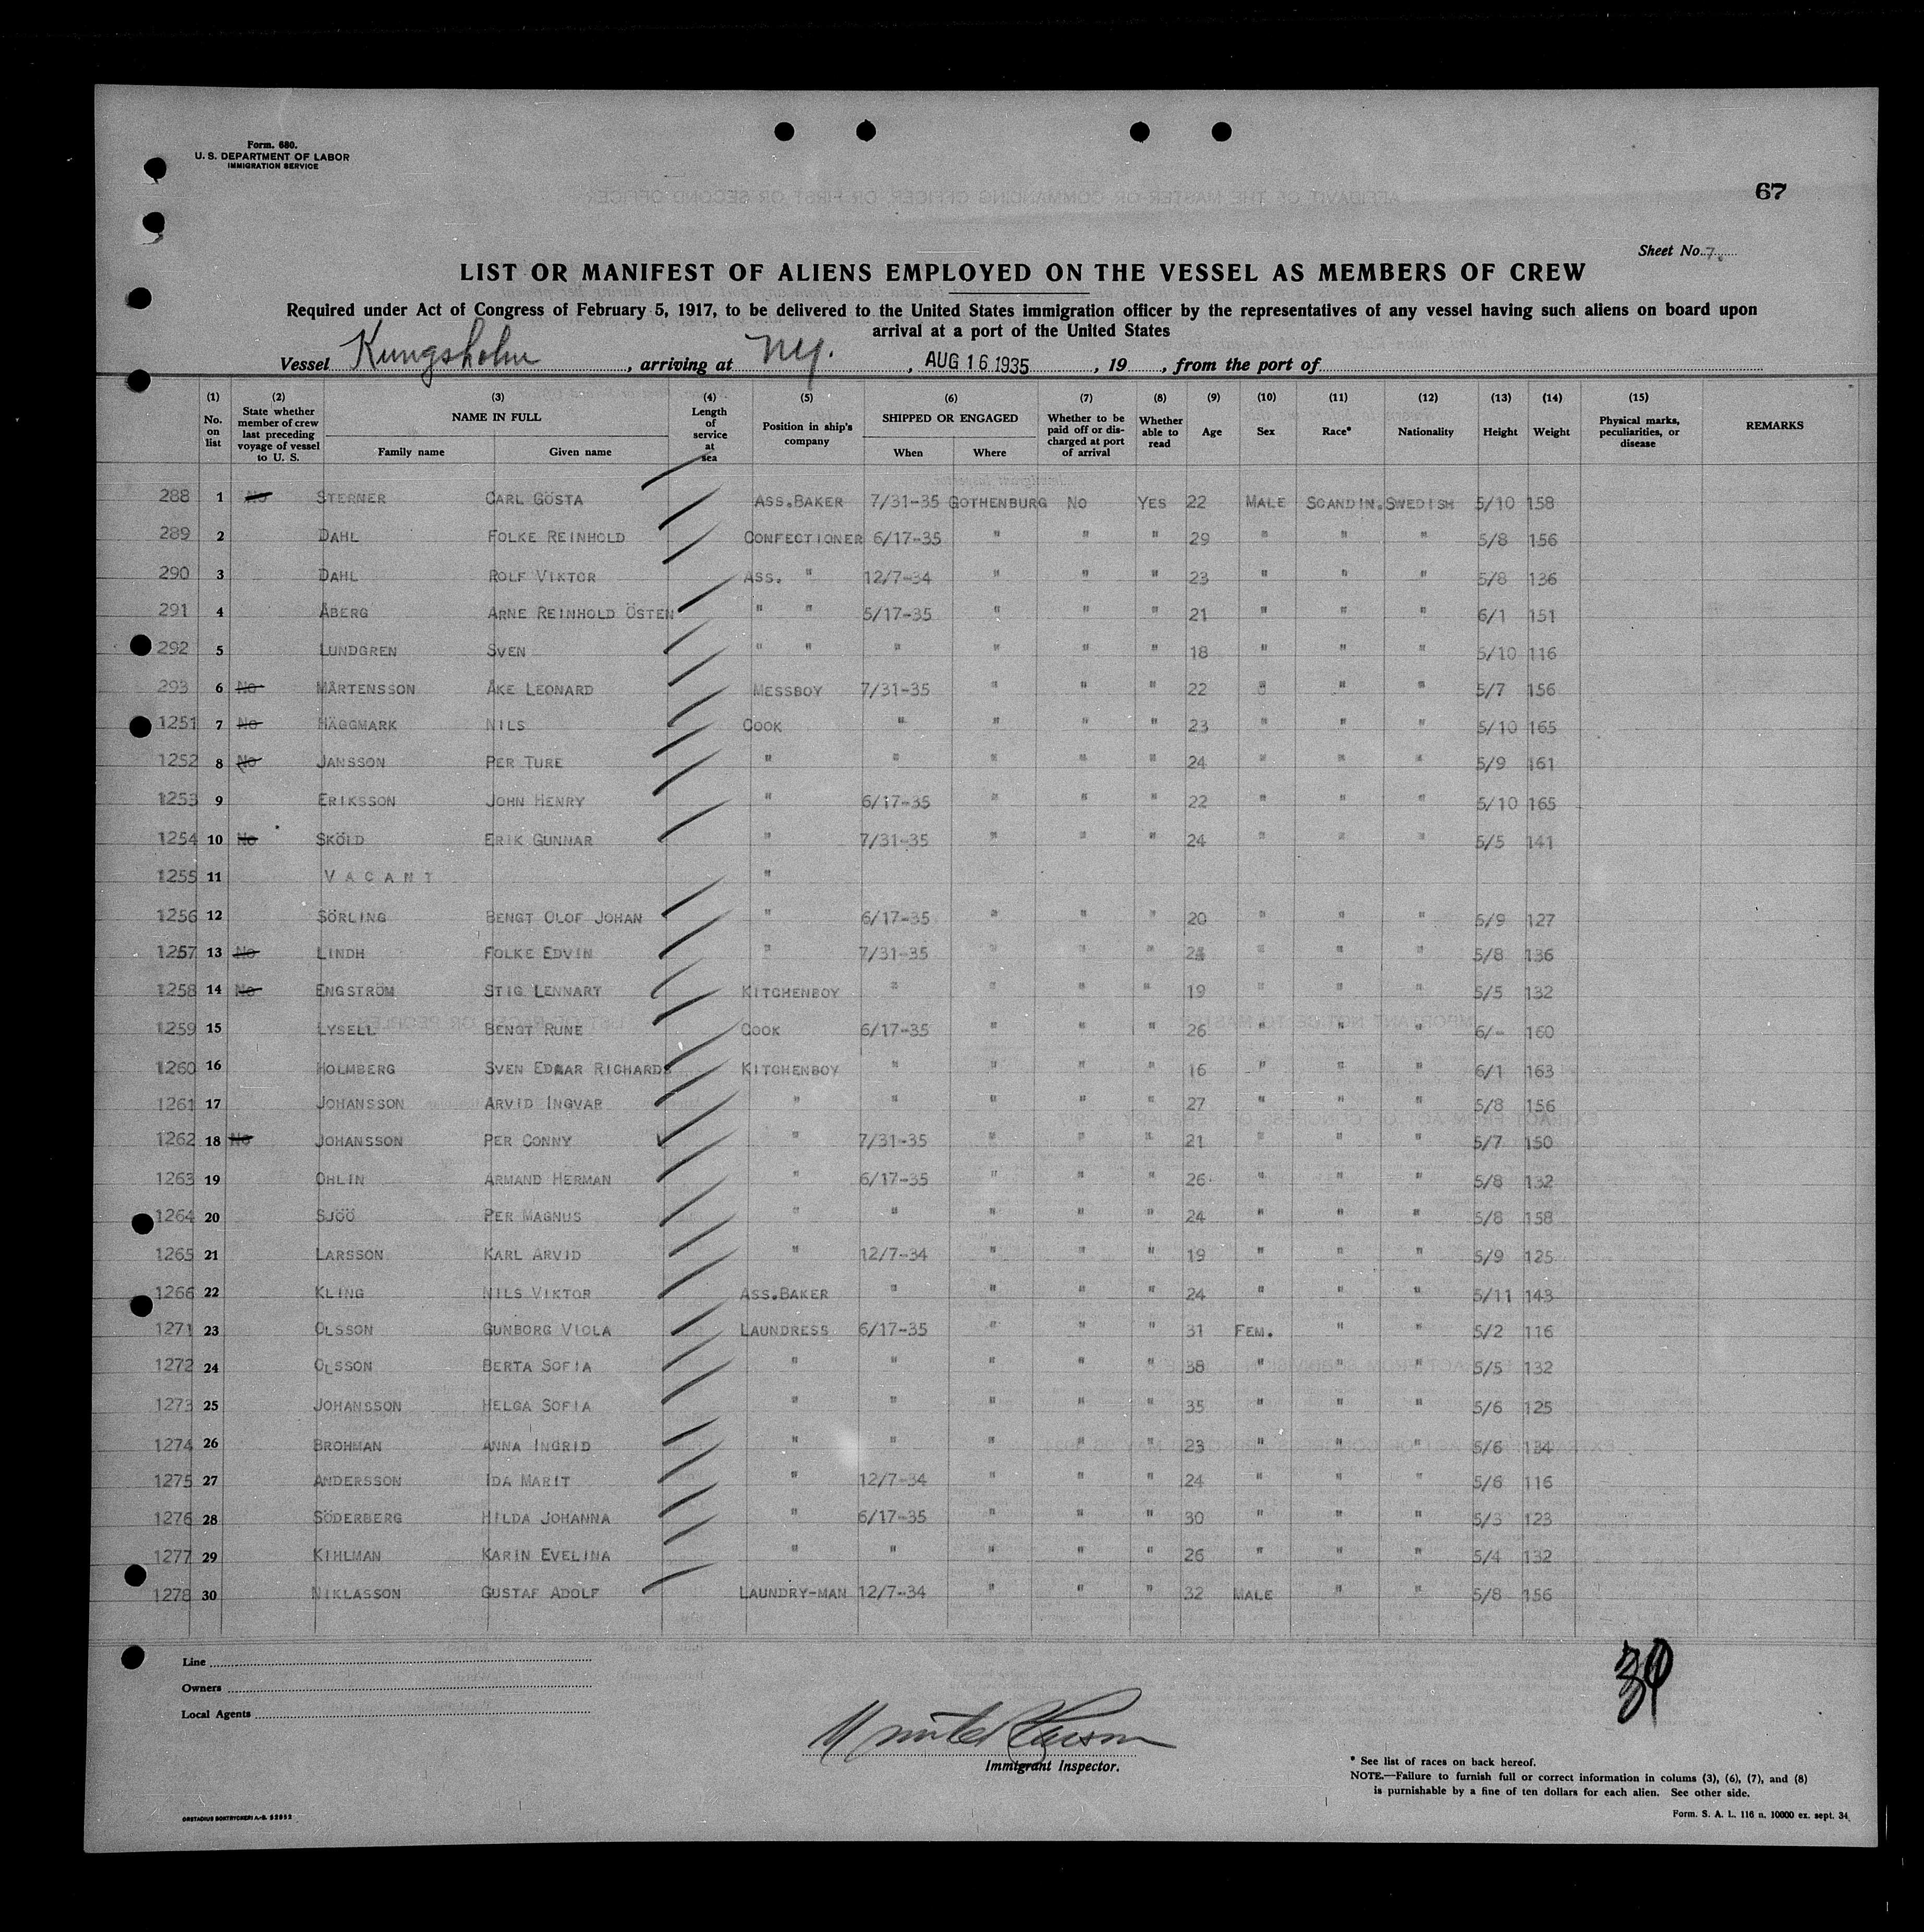 Form. 680.
U. S. DEPARTMENT OF LABOR
IMMIGRATION SERVICE
67
Sheet No. 7.
LIST OR MANIFEST OF ALIENS EMPLOYED ON THE VESSEL AS MEMBERS OF CREW
Required under Act of Congress of February 5, 1917, to be delivered to the United States immigration officer by the representatives of any vessel having such aliens on board upon
arrival at a port of the United States
Vessel Kungsholm, arriving at NY., AUG 16 1935, 19 , from the port of
(1) (2) (3) (4) (5) (6) (7) (8) (9) (10) (11) (12) (13) (14) (15)
No. on list State whether member of crew last preceding voyage of vessel to U. S. NAME IN FULL Family name Given name Length of service at sea Position in ship's company SHIPPED OR ENGAGED When Where Whether to be paid off or discharged at port of arrival Whether able to read Age Sex Race* Nationality Height Weight Physical marks, peculiarities, or disease REMARKS
288 1 No STERNER CARL GÖSTA ASS.BAKER 7/31-35 GOTHENBURG NO YES 22 MALE SCANDIN. SWEDISH 5/10 158
289 2 DAHL FOLKE REINHOLD CONFECTIONER 6/17-35 " " " 29 " " " 5/8 156
290 3 DAHL ROLF VIKTOR ASS. " 12/7-34 " " " 23 " " " 5/8 136
291 4 ÅBERG ARNE REINHOLD ÖSTEN " " 5/17-35 " " " 21 " " " 6/1 151
292 5 LUNDGREN SVEN " " " " " " 18 " " " 5/10 116
293 6 No MÅRTENSSON ÅKE LEONARD MESSBOY 7/31-35 " " " 22 " " " 5/7 156
1251 7 No HÄGGMARK NILS COOK " " " " 23 " " " 5/10 165
1252 8 No JANSSON PER TURE " " " " " 24 " " " 5/9 161
1253 9 ERIKSSON JOHN HENRY " 6/17-35 " " " 22 " " " 5/10 165
1254 10 No SKÖLD ERIK GUNNAR " 7/31-35 " " " 24 " " " 5/5 141
1255 11 VACANT "
1256 12 SÖRLING BENGT OLOF JOHAN " 6/17-35 " " " 20 " " " 5/9 127
1257 13 No LINDH FOLKE EDVIN " 7/31-35 " " " " " " 5/8 136
1258 14 No ENGSTRÖM STIG LENNART KITCHENBOY " " " " 19 " " " 5/5 132
1259 15 LYSELL BENGT RUNE COOK 6/17-35 " " " 26 " " " 6/- 160
1260 16 HOLMBERG SVEN EDMAR RICHARD KITCHENBOY " " " " 16 " " " 6/1 163
1261 17 JOHANSSON ARVID INGVAR " " " " " 27 " " " 5/8 156
1262 18 No JOHANSSON PER CONNY " 7/31-35 " " " 21 " " " 5/7 150
1263 19 OHLIN ARMAND HERMAN " 6/17-35 " " " 26 " " " 5/8 132
1264 20 SJÖÖ PER MAGNUS " " " " " 24 " " " 5/8 158
1265 21 LARSSON KARL ARVID " 12/7-34 " " " 19 " " " 5/9 125
1266 22 KLING NILS VIKTOR ASS.BAKER " " " " 24 " " " 5/11 143
1271 23 OLSSON GUNBORG VIOLA LAUNDRESS 6/17-35 " " " 31 FEM. " " 5/2 116
1272 24 OLSSON BERTA SOFIA " " " " " 38 " " " 5/5 132
1273 25 JOHANSSON HELGA SOFIA " " " " " 35 " " " 5/6 125
1274 26 BROHMAN ANNA INGRID " " " " " 23 " " " 5/6 134
1275 27 ANDERSSON IDA MARIT " 12/7-34 " " " 24 " " " 5/6 116
1276 28 SÖDERBERG HILDA JOHANNA " 6/17-35 " " " 30 " " " 5/3 123
1277 29 KIHLMAN KARIN EVELINA " " " " " 26 " " " 5/4 132
1278 30 NIKLASSON GUSTAF ADOLF LAUNDRY-MAN 12/7-34 " " " 32 MALE " " 5/8 156
Line
Owners
Local Agents
Immigrant Inspector.
* See list of races on back hereof.
NOTE.—Failure to furnish full or correct information in colums (3), (6), (7), and (8)
is purnishable by a fine of ten dollars for each alien. See other side.
ORSTADIUS BOKTRYCKERI A.-B. 52952
Form. S. A. L. 116 n. 10000 ex. sept. 34